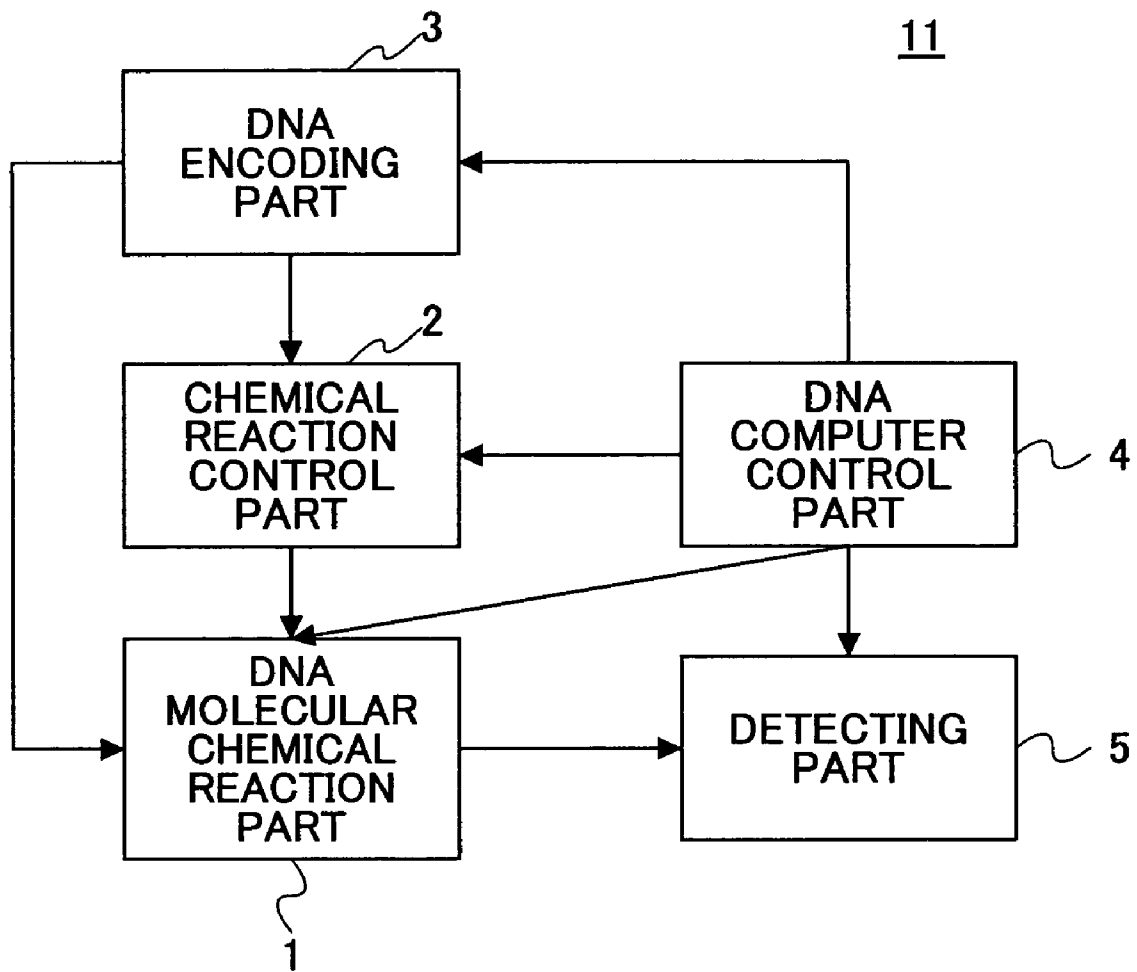 3
11
DNA
ENCODING
PART
2
CHEMICAL
REACTION
CONTROL
PART
DNA
COMPUTER
CONTROL
PART
4
DNA
MOLECULAR
CHEMICAL
REACTION
PART
DETECTING
PART
5
1